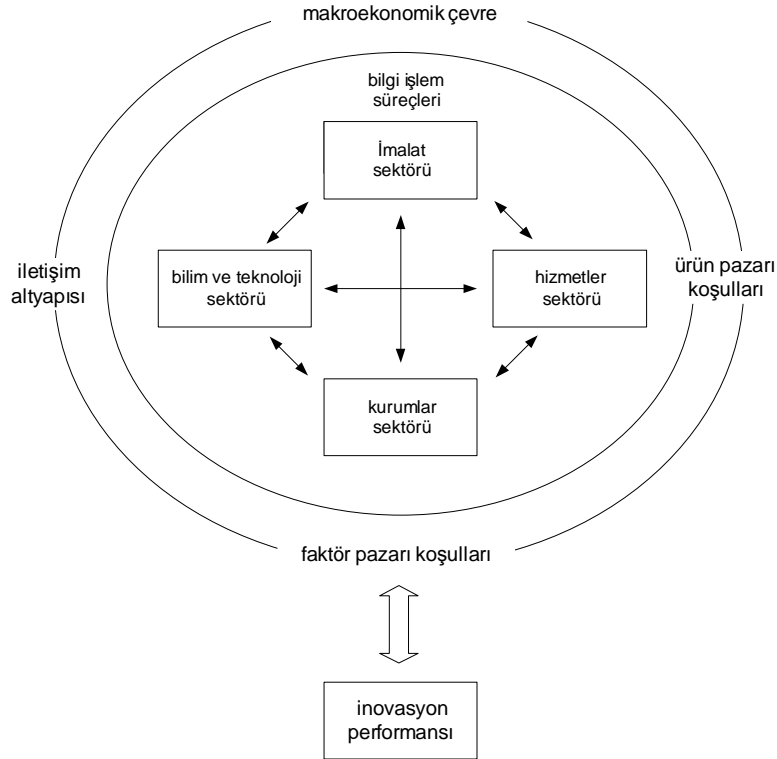 makroekonomik çevre
bilgi işlem
süreçleri
İmalat
sektörü
iletişim
altyapısı
bilim ve teknoloji
sektörü
hizmetler
sektörü
ürün pazarı
koşulları
kurumlar
sektörü
faktör pazarı koşulları
inovasyon
performansı